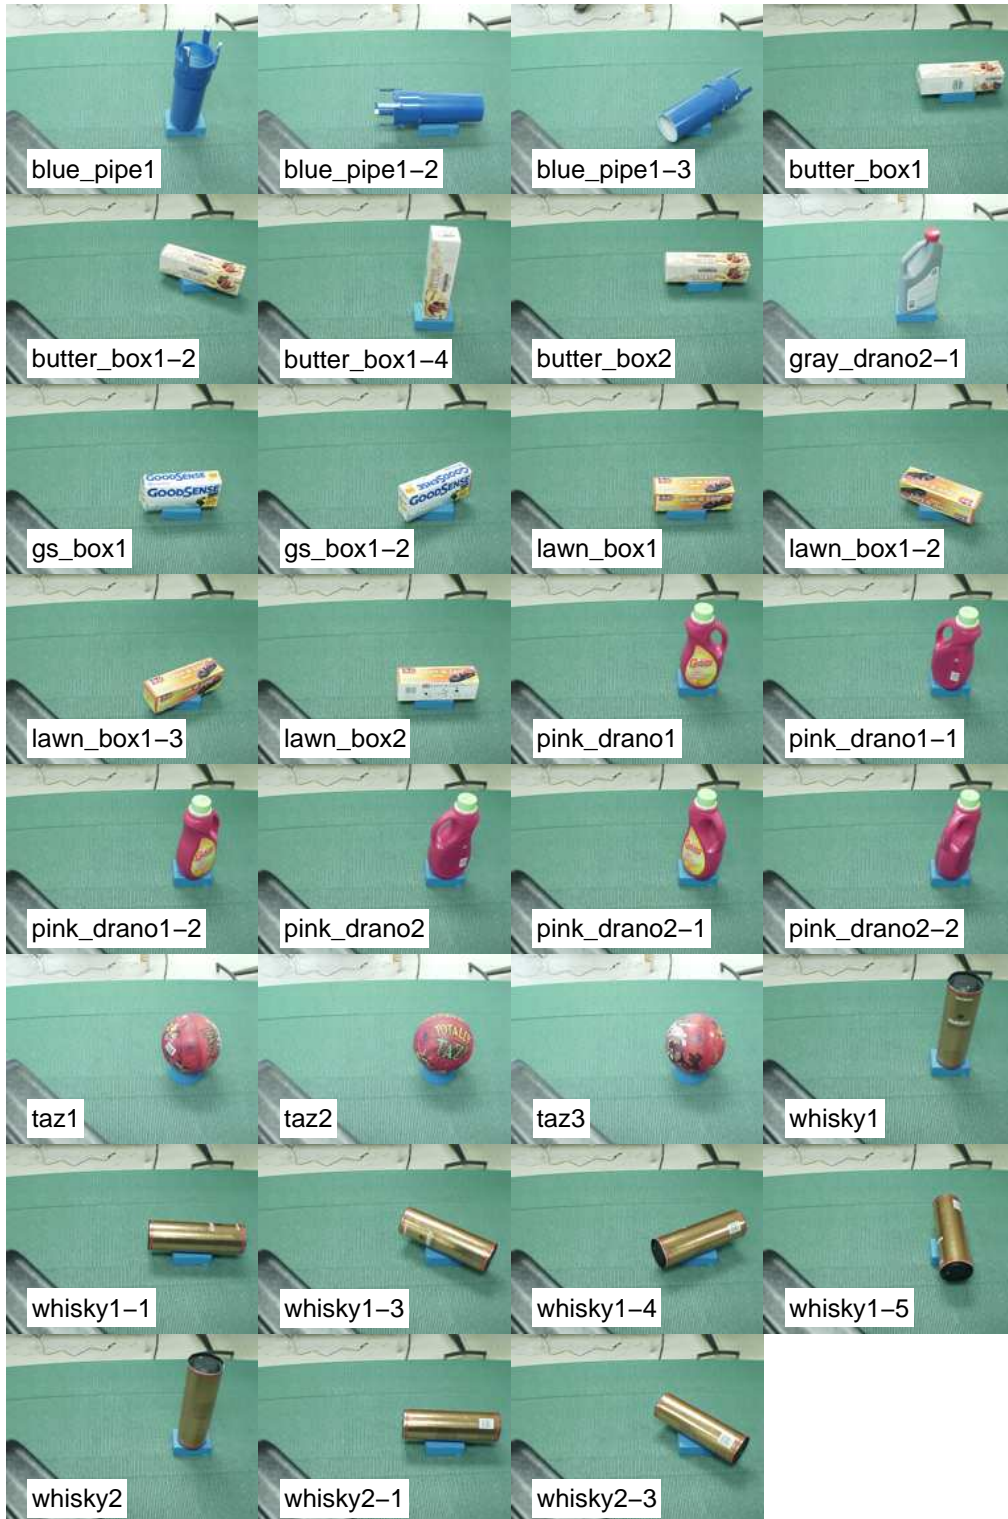 blue_pipe1
blue_pipe1−2
blue_pipe1−3
butter_box1
butter_box1−2
butter_box1−4
butter_box2
gray_drano2−1
GOODSENSE
GOODSENSE
gs_box1
GOODSENSE
GOODSENSE
gs_box1−2
lawn_box1
lawn_box1−2
lawn_box1−3
lawn_box2
pink_drano1
pink_drano1−1
pink_drano1−2
pink_drano2
pink_drano2−1
pink_drano2−2
taz1
TOTALLY
TAZ
taz2
taz3
whisky1
whisky1−1
whisky1−3
whisky1−4
whisky1−5
whisky2
whisky2−1
whisky2−3